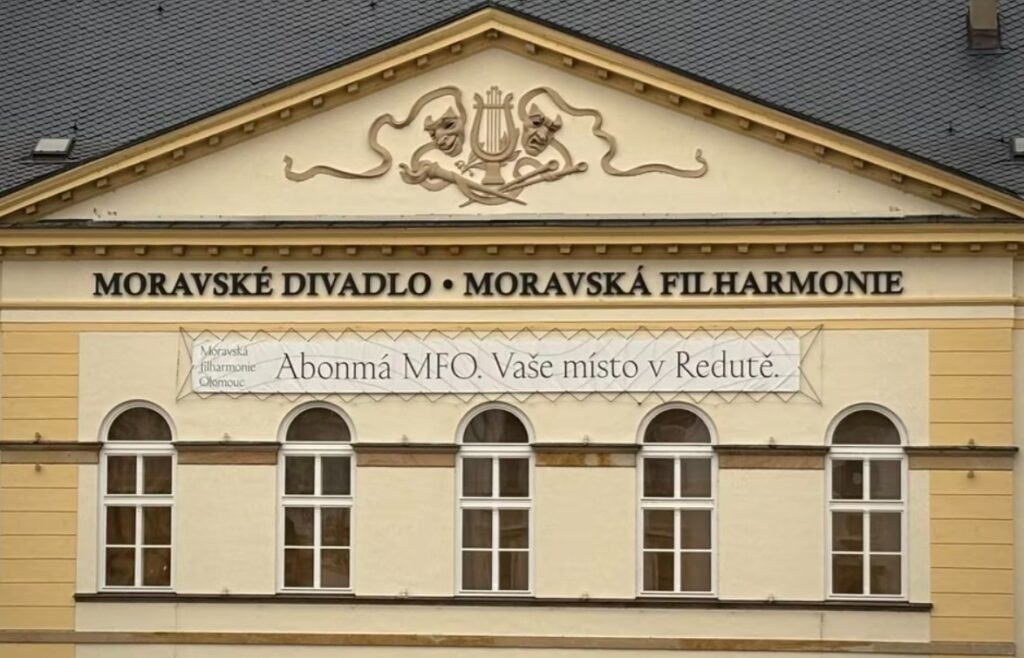 MORAVSKÉ DIVADLO • MORAVSKÁ FILHARMONIE
Moravská
filharmonie
Olomouc
Abonmá MFO. Vaše místo v Redutě.